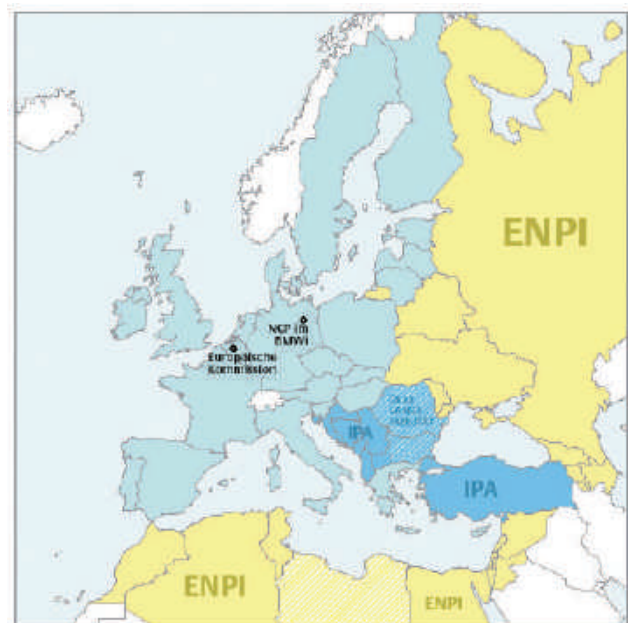 ENPI
NCP im
BMWi
Europäische
Kommission
IPA
IPA
ENPI
ENPI